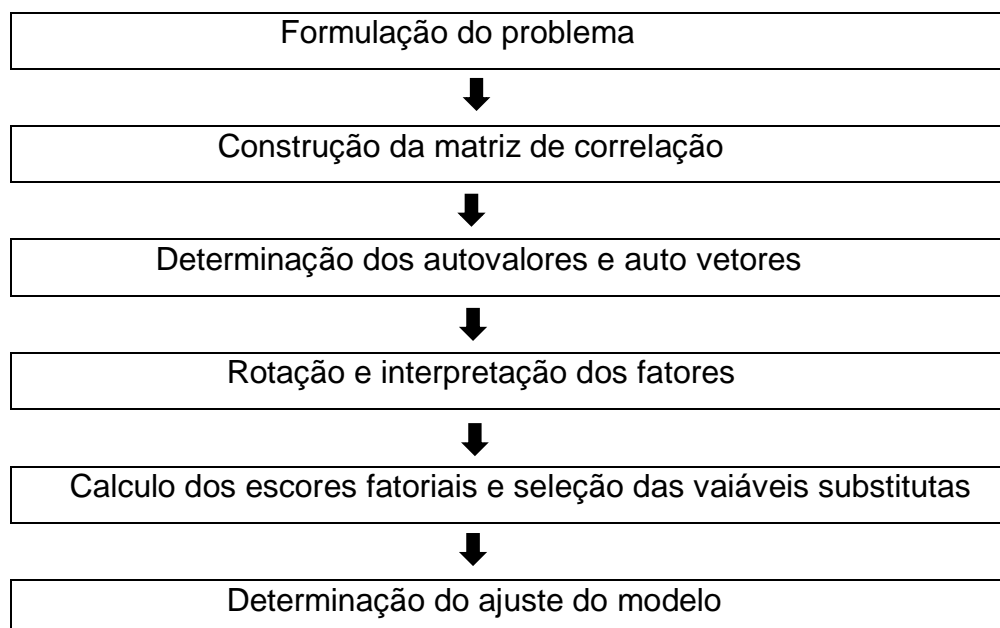 Formulação do problema
Construção da matriz de correlação
Determinação dos autovalores e auto vetores
Rotação e interpretação dos fatores
Calculo dos escores fatoriais e seleção das vaiáveis substitutas
Determinação do ajuste do modelo